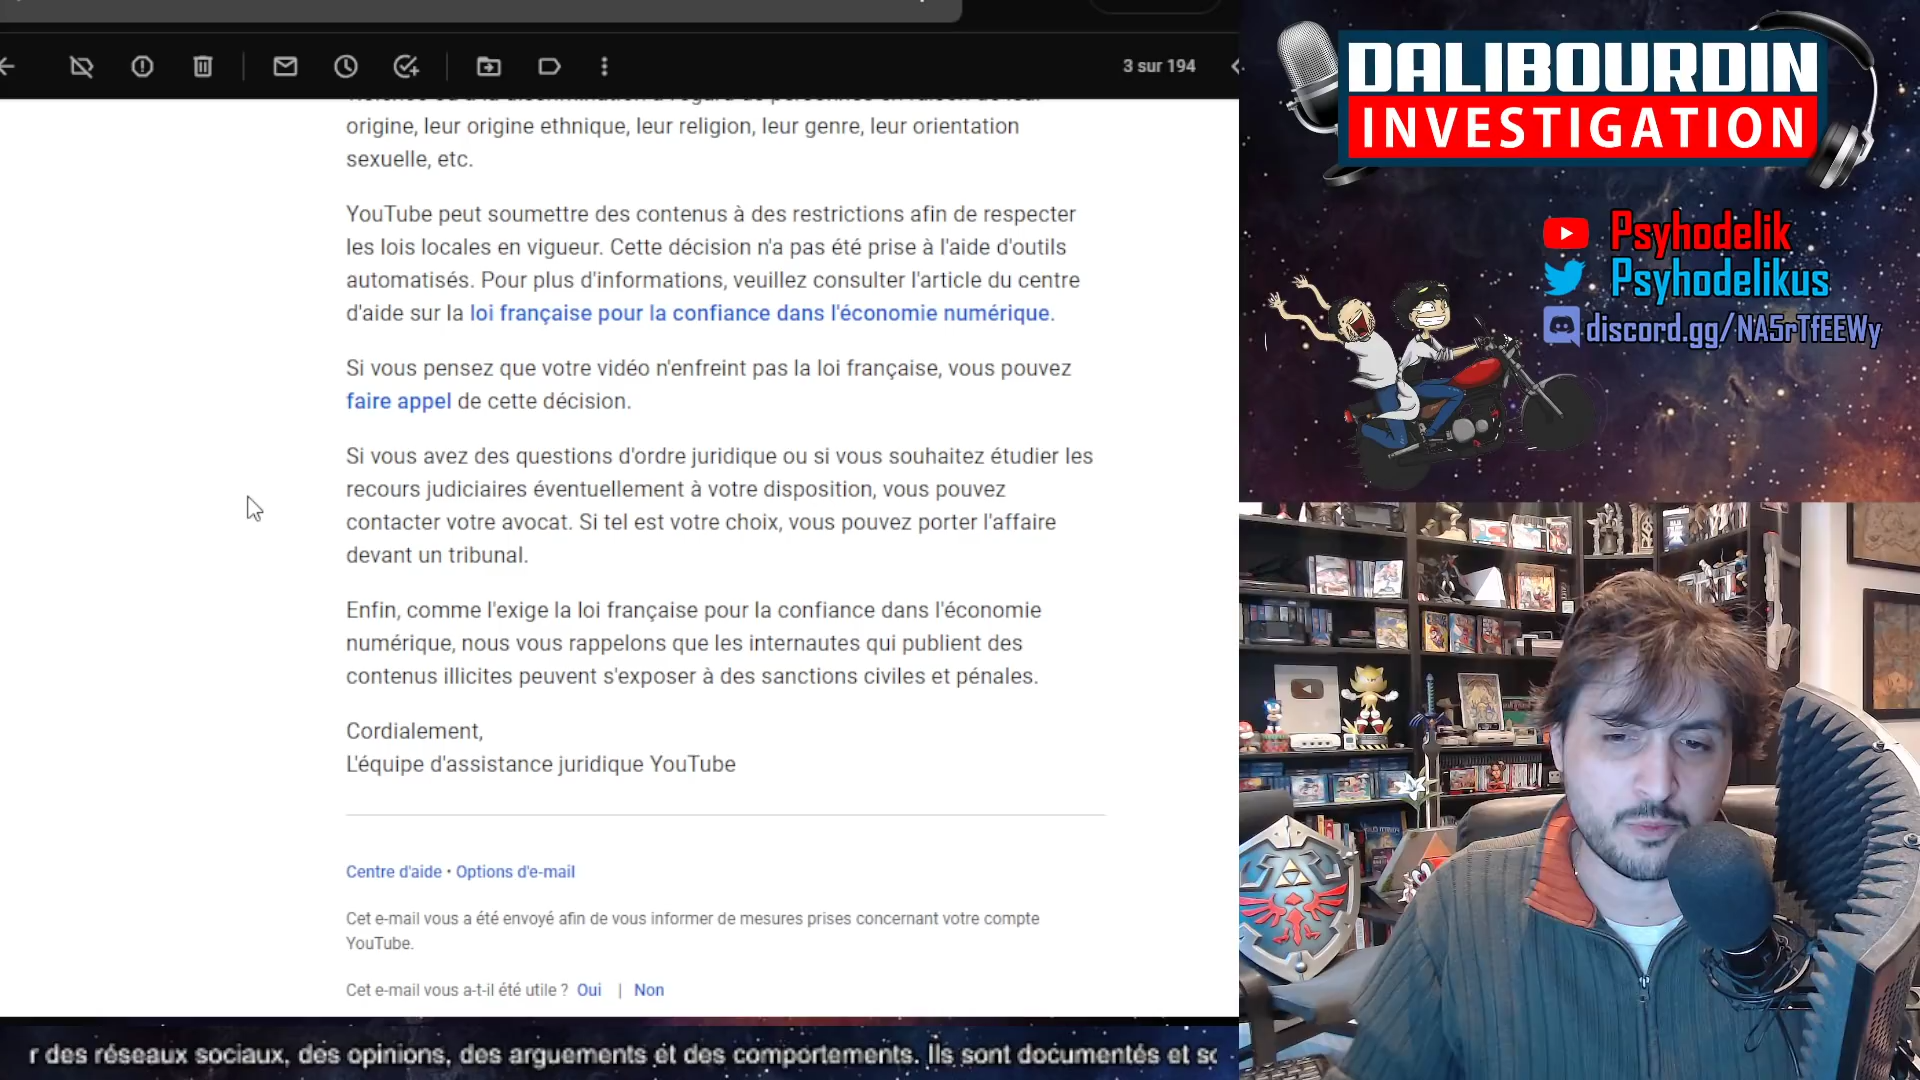 3 sur 194
origine, leur origine ethnique, leur religion, leur genre, leur orientation
sexuelle, etc.
YouTube peut soumettre des contenus à des restrictions afin de respecter
les lois locales en vigueur. Cette décision n'a pas été prise à l'aide d'outils
automatisés. Pour plus d'informations, veuillez consulter l'article du centre
d'aide sur la loi française pour la confiance dans l'économie numérique.
Si vous pensez que votre vidéo n'enfreint pas la loi française, vous pouvez
faire appel de cette décision.
Si vous avez des questions d'ordre juridique ou si vous souhaitez étudier les
recours judiciaires éventuellement à votre disposition, vous pouvez
contacter votre avocat. Si tel est votre choix, vous pouvez porter l'affaire
devant un tribunal.
Enfin, comme l'exige la loi française pour la confiance dans l'économie
numérique, nous vous rappelons que les internautes qui publient des
contenus illicites peuvent s'exposer à des sanctions civiles et pénales.
Cordialement,
L'équipe d'assistance juridique YouTube
Centre d'aide • Options d'e-mail
Cet e-mail vous a été envoyé afin de vous informer de mesures prises concernant votre compte
YouTube.
Cet e-mail vous a-t-il été utile ? Oui | Non
r des réseaux sociaux, des opinions, des arguements et des comportements. Ils sont documentés et
DALIBOURDIN
INVESTIGATION
Psyhodelik
Psyhodelikus
discord.gg/NA5rTfEEWy